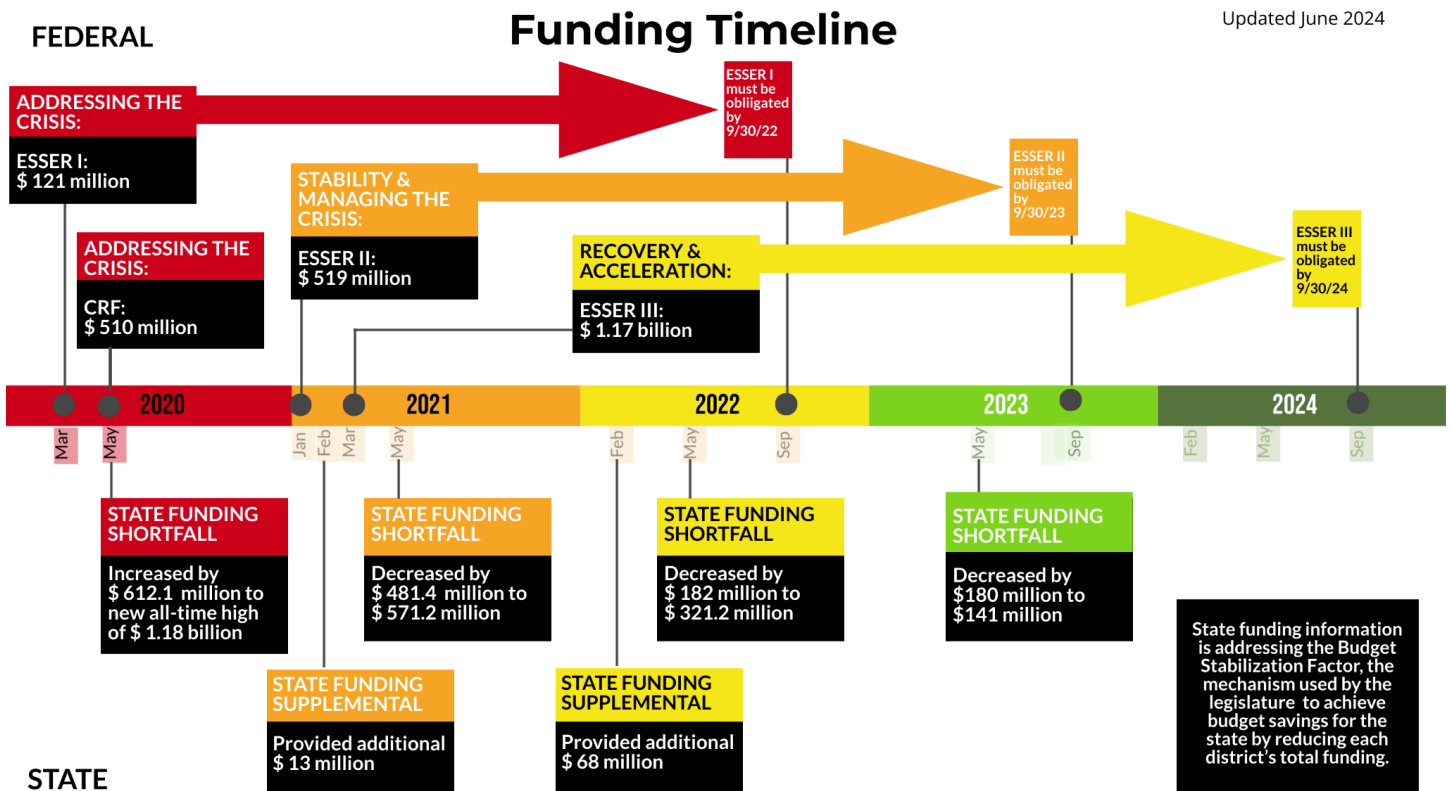 Funding Timeline
Updated June 2024
FEDERAL
ADDRESSING THE
CRISIS:
ESSER I:
$ 121 million
ESSER I
must be
obliigated
by
9/30/22
STABILITY &
MANAGING THE
CRISIS:
ESSER II:
$ 519 million
ESSER II
must be
obligated
by
9/30/23
ADDRESSING THE
CRISIS:
CRF:
$ 510 million
RECOVERY &
ACCELERATION:
ESSER III:
$ 1.17 billion
ESSER III
must be
obligated
by
9/30/24
2020
2021
2022
2023
2024
Mar
May
Jan
Feb
Mar
May
Feb
May
Sep
May
Sep
Feb
May
Sep
STATE FUNDING
SHORTFALL
Increased by
$ 612.1 million to
new all-time high
of $ 1.18 billion
STATE FUNDING
SHORTFALL
Decreased by
$ 481.4 million to
$ 571.2 million
STATE FUNDING
SHORTFALL
Decreased by
$ 182 million to
$ 321.2 million
STATE FUNDING
SHORTFALL
Decreased by
$180 million to
$141 million
STATE FUNDING
SUPPLEMENTAL
Provided additional
$ 13 million
STATE FUNDING
SUPPLEMENTAL
Provided additional
$ 68 million
State funding information
is addressing the Budget
Stabilization Factor, the
mechanism used by the
legislature to achieve
budget savings for the
state by reducing each
district's total funding.
STATE